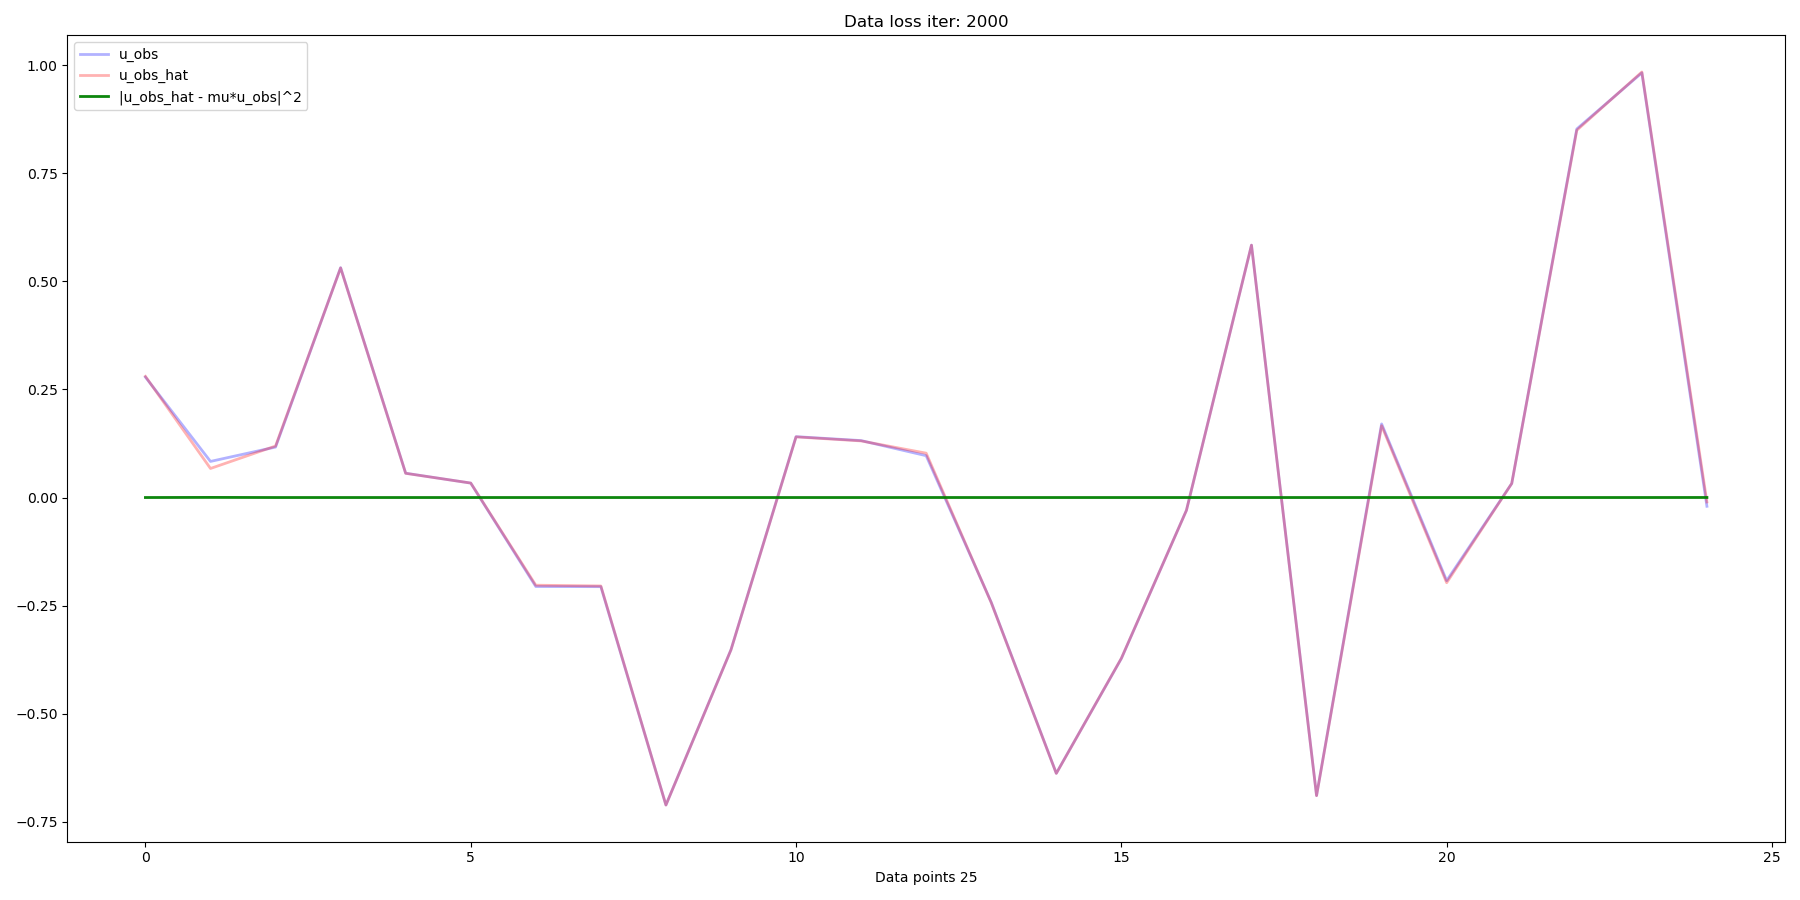 Data loss iter: 2000
u_obs
u_obs_hat
|u_obs_hat - mu*u_obs|^2
1.00
0.75
0.50
0.25
0.00
−0.25
−0.50
−0.75
0 5 10 15 20 25
Data points 25